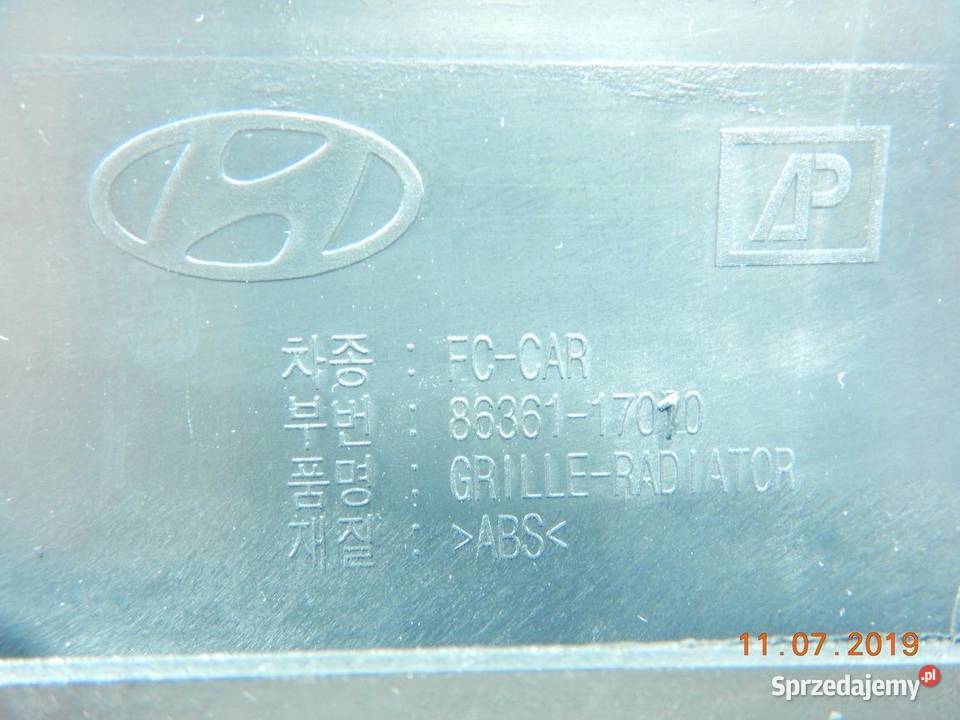 AP
차종 : FC-CAR
부번 : 86361-17010
품명 : GRILLE-RADIATOR
재질 : >ABS<
11.07.2019
Sprzedajemy.pl